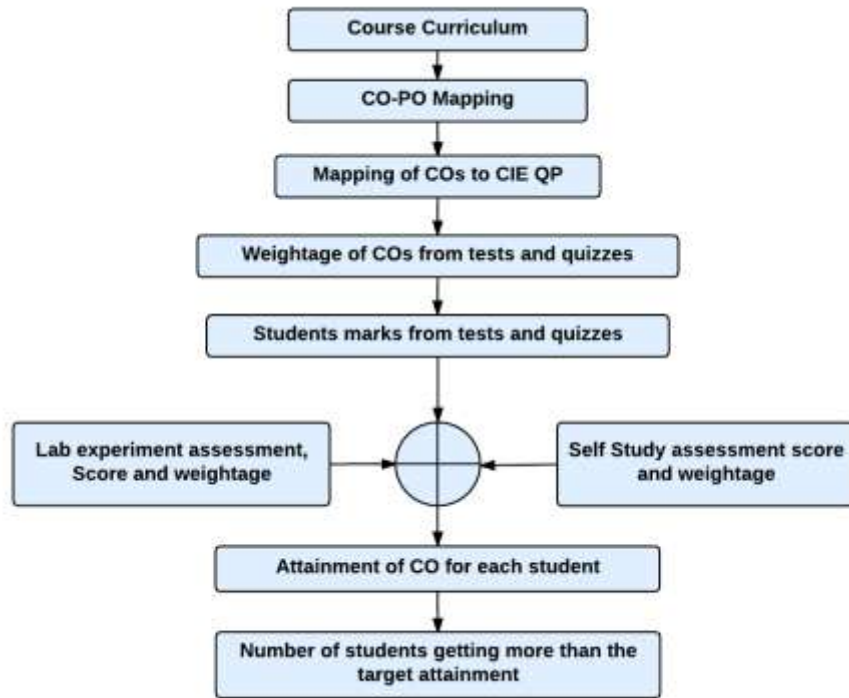 Course Curriculum
CO-PO Mapping
Mapping of COs to CIE QP
Weightage of COs from tests and quizzes
Students marks from tests and quizzes
Lab experiment assessment,
Score and weightage
Self Study assessment score
and weightage
Attainment of CO for each student
Number of students getting more than the
target attainment